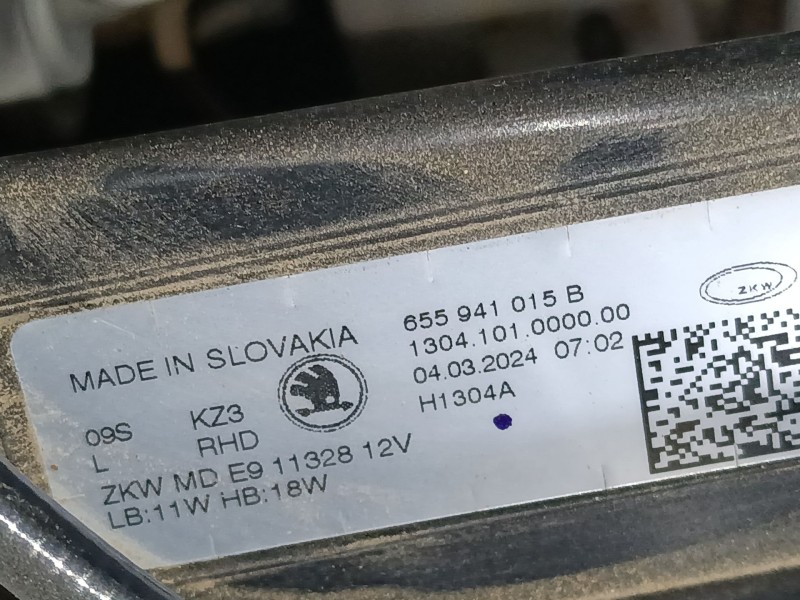 MADE IN SLOVAKIA
655 941 015 B
1304.101.0000.00
04.03.2024 07:02
H1304A
09S KZ3
L RHD
ZKW MD E9 11328 12V
LB:11W HB:18W
ZKW